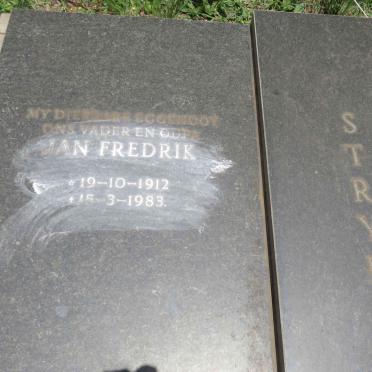 MY DIERBARE EGGENOOT
ONS VADER EN OUPA
JAN FREDRIK
* 19-10-1912
+ 15-3-1983.
S
T
R
Y